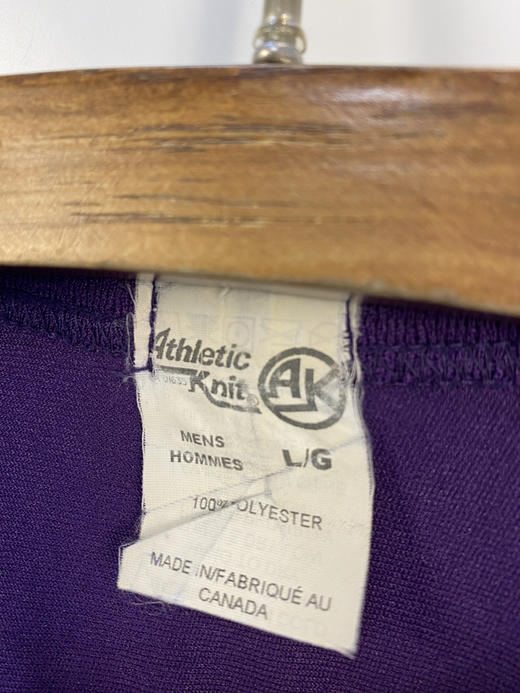 Athletic
Knit®
AK
MENS
HOMMES
L/G
100% POLYESTER
MADE IN/FABRIQUÉ AU
CANADA